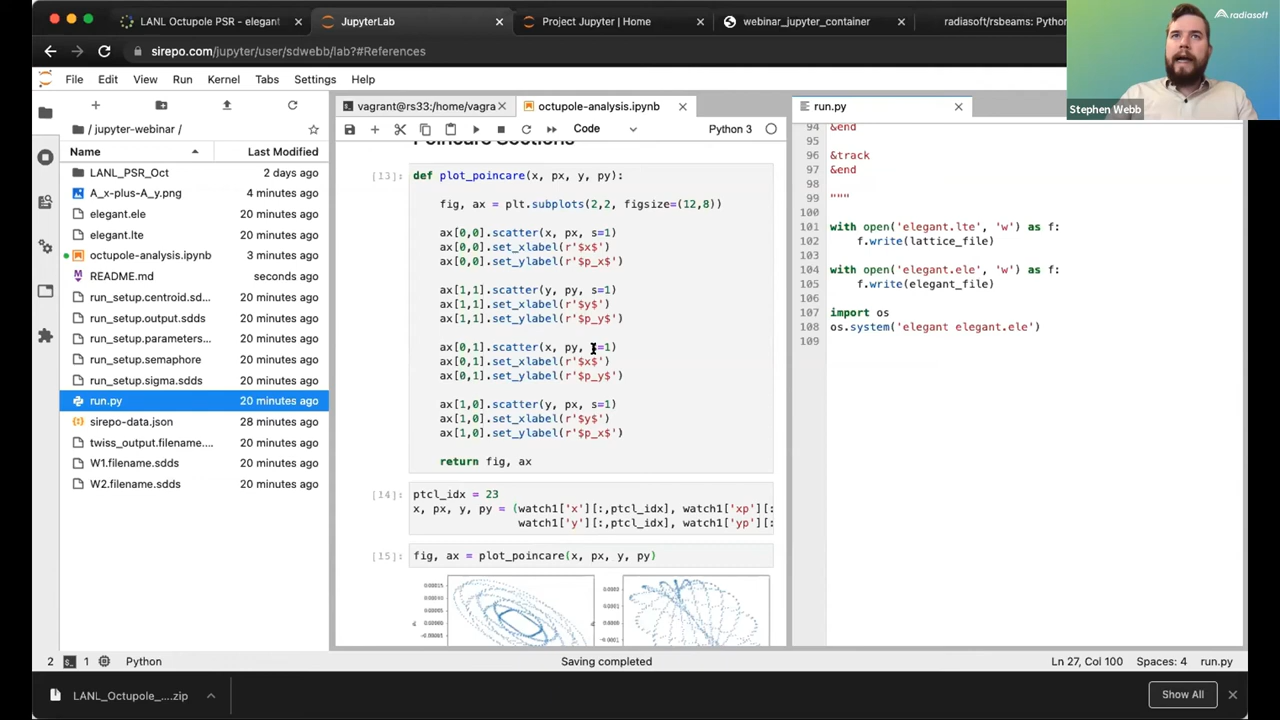 LANL Octupole PSR - elegant
JupyterLab
Project Jupyter | Home
webinar_jupyter_container
radiasoft/rsbeams: Python
radiasoft
sirepo.com/jupyter/user/sdwebb/lab?#References
File Edit View Run Kernel Tabs Settings Help
Stephen Webb
vagrant@rs33:/home/vagra
octupole-analysis.ipynb
run.py
/ jupyter-webinar /
Code
Python 3
Name Last Modified
LANL_PSR_Oct 2 days ago
A_x-plus-A_y.png 4 minutes ago
elegant.ele 20 minutes ago
elegant.lte 20 minutes ago
octupole-analysis.ipynb 3 minutes ago
README.md seconds ago
run_setup.centroid.sd... 20 minutes ago
run_setup.output.sdds 20 minutes ago
run_setup.semaphore 20 minutes ago
run_setup.sigma.sdds 20 minutes ago
run.py 20 minutes ago
sirepo-data.json 28 minutes ago
twiss_output.filename.... 20 minutes ago
W1.filename.sdds 20 minutes ago
W2.filename.sdds 20 minutes ago
Poincare Sections
[13]: def plot_poincare(x, px, y, py):
fig, ax = plt.subplots(2,2, figsize=(12,8))
ax[0,0].scatter(x, px, s=1)
ax[0,0].set_xlabel(r'$x$')
ax[0,0].set_ylabel(r'$p_x$')
ax[1,1].scatter(y, py, s=1)
ax[1,1].set_xlabel(r'$y$')
ax[1,1].set_ylabel(r'$p_y$')
ax[0,1].scatter(x, py, s=1)
ax[0,1].set_xlabel(r'$x$')
ax[0,1].set_ylabel(r'$p_y$')
ax[1,0].scatter(y, px, s=1)
ax[1,0].set_xlabel(r'$y$')
ax[1,0].set_ylabel(r'$p_x$')
return fig, ax
[14]: ptcl_idx = 23
x, px, y, py = (watch1['x'][:,ptcl_idx], watch1['xp'][:
watch1['y'][:,ptcl_idx], watch1['yp'][:
[15]: fig, ax = plot_poincare(x, px, y, py)
0.00015
0.00010
0.00005
0.00000
-0.00005
94 &end
95
96 &track
97 &end
98
99 """
100
101 with open('elegant.lte', 'w') as f:
102 f.write(lattice_file)
103
104 with open('elegant.ele', 'w') as f:
105 f.write(elegant_file)
106
107 import os
108 os.system('elegant elegant.ele')
109
2 1 Python
Saving completed
Ln 27, Col 100 Spaces: 4 run.py
LANL_Octupole_....zip
Show All